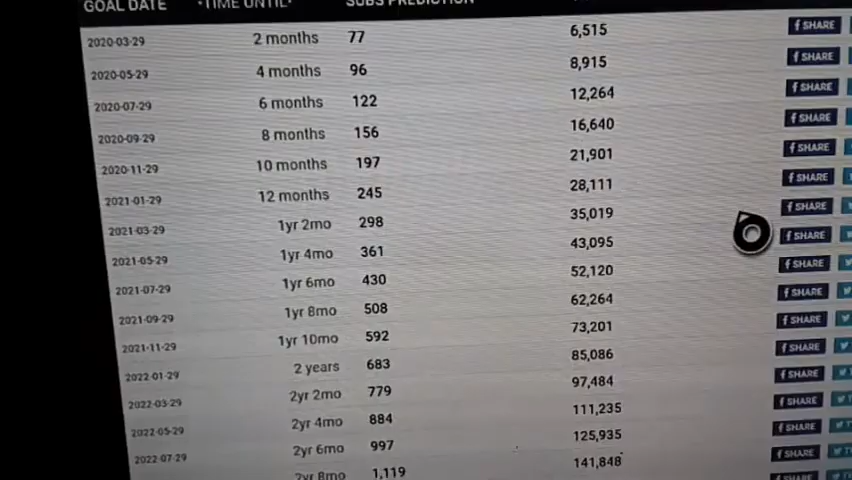 GOAL DATE ·TIME UNTIL· SUBS PREDICTION
2020-03-29 2 months 77 6,515 f SHARE
2020-05-29 4 months 96 8,915 f SHARE
2020-07-29 6 months 122 12,264 f SHARE
2020-09-29 8 months 156 16,640 f SHARE
2020-11-29 10 months 197 21,901 f SHARE
2021-01-29 12 months 245 28,111 f SHARE
2021-03-29 1yr 2mo 298 35,019 f SHARE
2021-05-29 1yr 4mo 361 43,095 f SHARE
2021-07-29 1yr 6mo 430 52,120 f SHARE
2021-09-29 1yr 8mo 508 62,264 f SHARE
2021-11-29 1yr 10mo 592 73,201 f SHARE
2022-01-29 2 years 683 85,086 f SHARE
2022-03-29 2yr 2mo 779 97,484 f SHARE
2022-05-29 2yr 4mo 884 111,235 f SHARE
2022-07-29 2yr 6mo 997 125,935 f SHARE
2yr 8mo 1,119 141,848 f SHARE